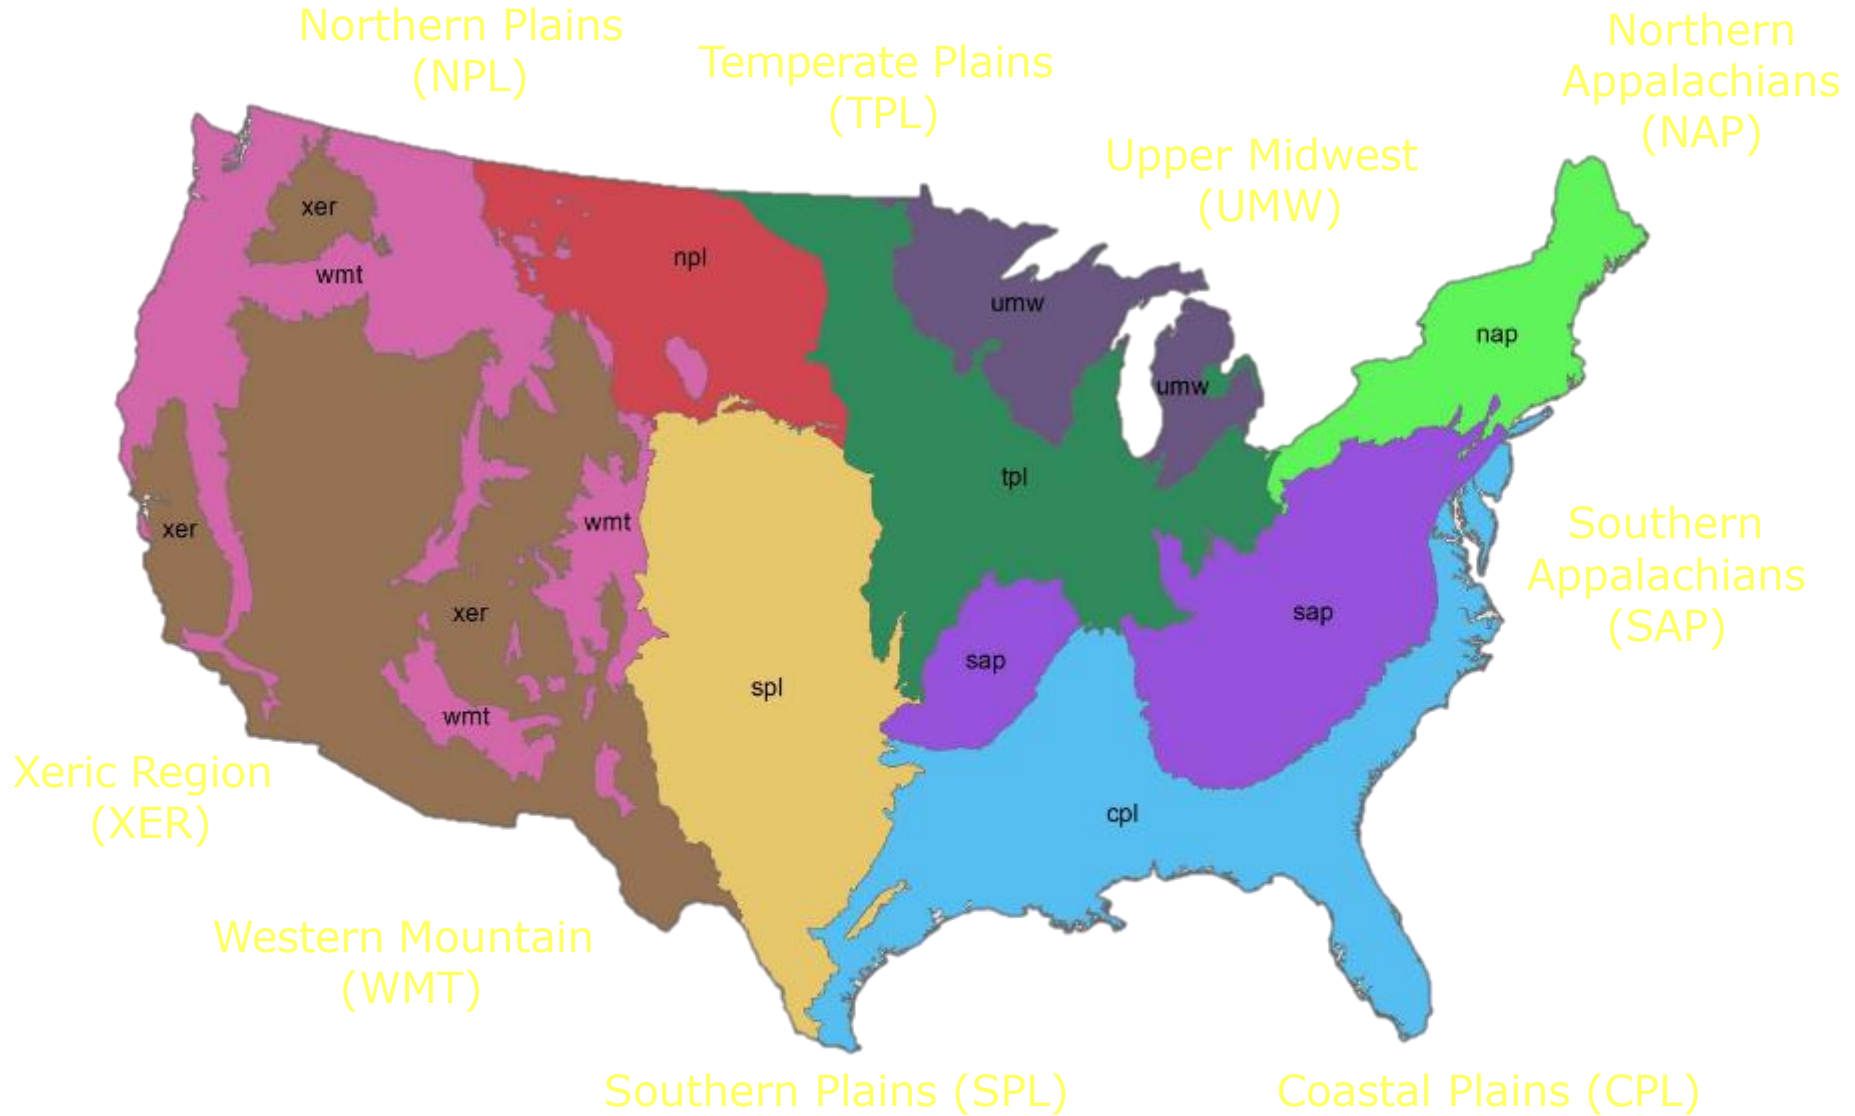 Northern Plains
(NPL)
Temperate Plains
(TPL)
Northern
Appalachians
(NAP)
Upper Midwest
(UMW)
xer
npl
wmt
umw
nap
umw
tpl
xer
wmt
Southern
Appalachians
(SAP)
xer
sap
sap
spl
wmt
Xeric Region
(XER)
cpl
Western Mountain
(WMT)
Southern Plains (SPL)
Coastal Plains (CPL)